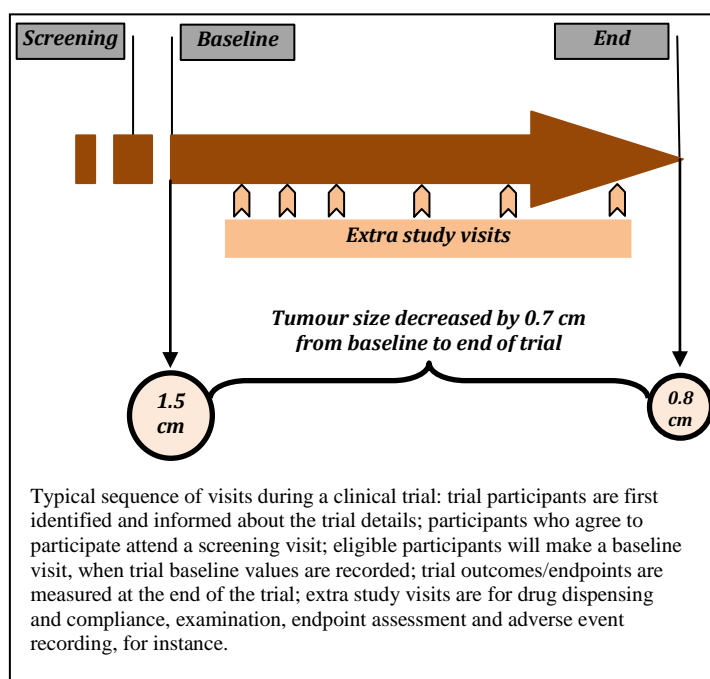 Screening
Baseline
End
Extra study visits
Tumour size decreased by 0.7 cm
from baseline to end of trial
1.5
cm
0.8
cm
Typical sequence of visits during a clinical trial: trial participants are first
identified and informed about the trial details; participants who agree to
participate attend a screening visit; eligible participants will make a baseline
visit, when trial baseline values are recorded; trial outcomes/endpoints are
measured at the end of the trial; extra study visits are for drug dispensing
and compliance, examination, endpoint assessment and adverse event
recording, for instance.